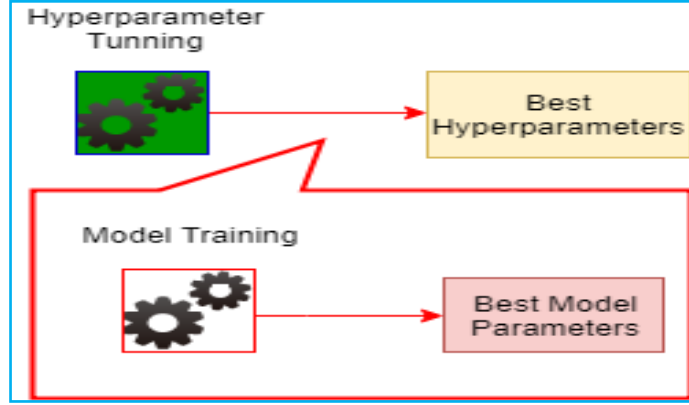 Hyperparameter
Tunning
Best
Hyperparameters
Model Training
Best Model
Parameters